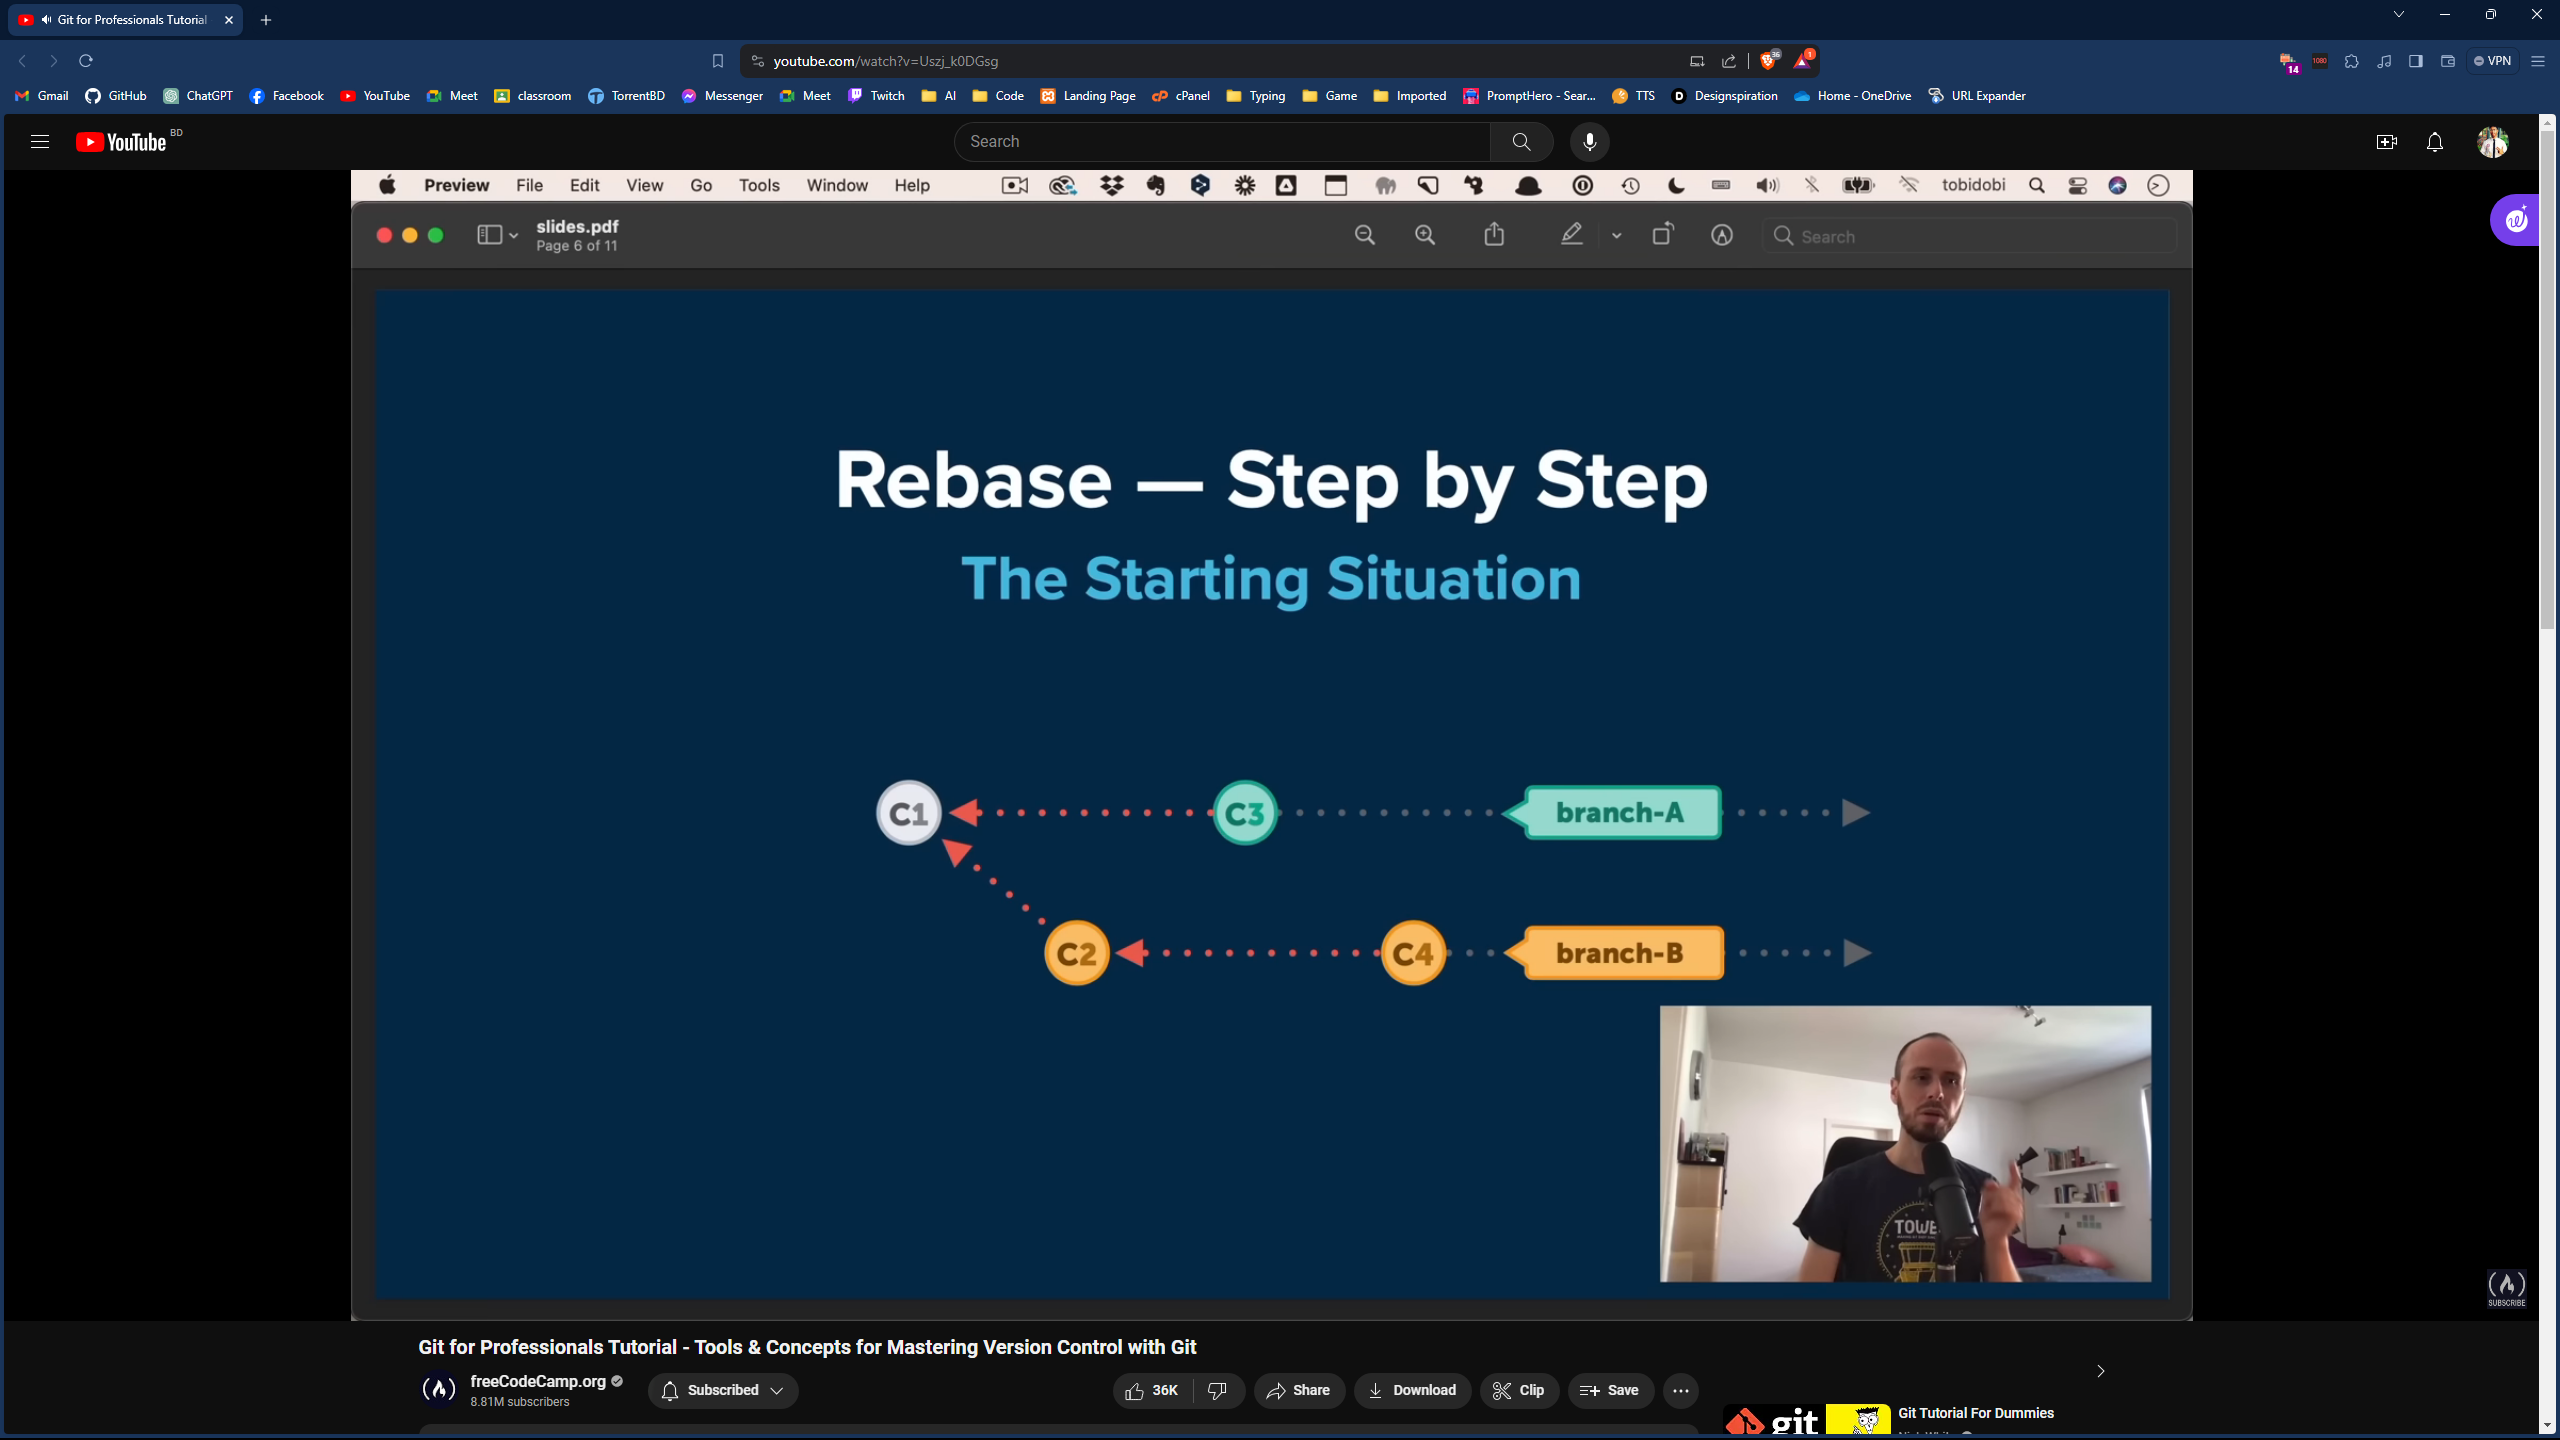 Git for Professionals Tutorial
youtube.com/watch?v=Uszj_k0DGsg
36
1
14
1080
VPN
Gmail GitHub ChatGPT Facebook YouTube Meet classroom TorrentBD Messenger Meet Twitch AI Code Landing Page cPanel Typing Game Imported PromptHero - Sear... TTS Designspiration Home - OneDrive URL Expander
YouTube BD
Search
Preview File Edit View Go Tools Window Help tobidobi
slides.pdf
Page 6 of 11
Search
Rebase — Step by Step
The Starting Situation
C1 C3 branch-A
C2 C4 branch-B
TOWE
SUBSCRIBE
Git for Professionals Tutorial - Tools & Concepts for Mastering Version Control with Git
freeCodeCamp.org
8.81M subscribers
Subscribed
36K Share Download Clip Save
git
Git Tutorial For Dummies